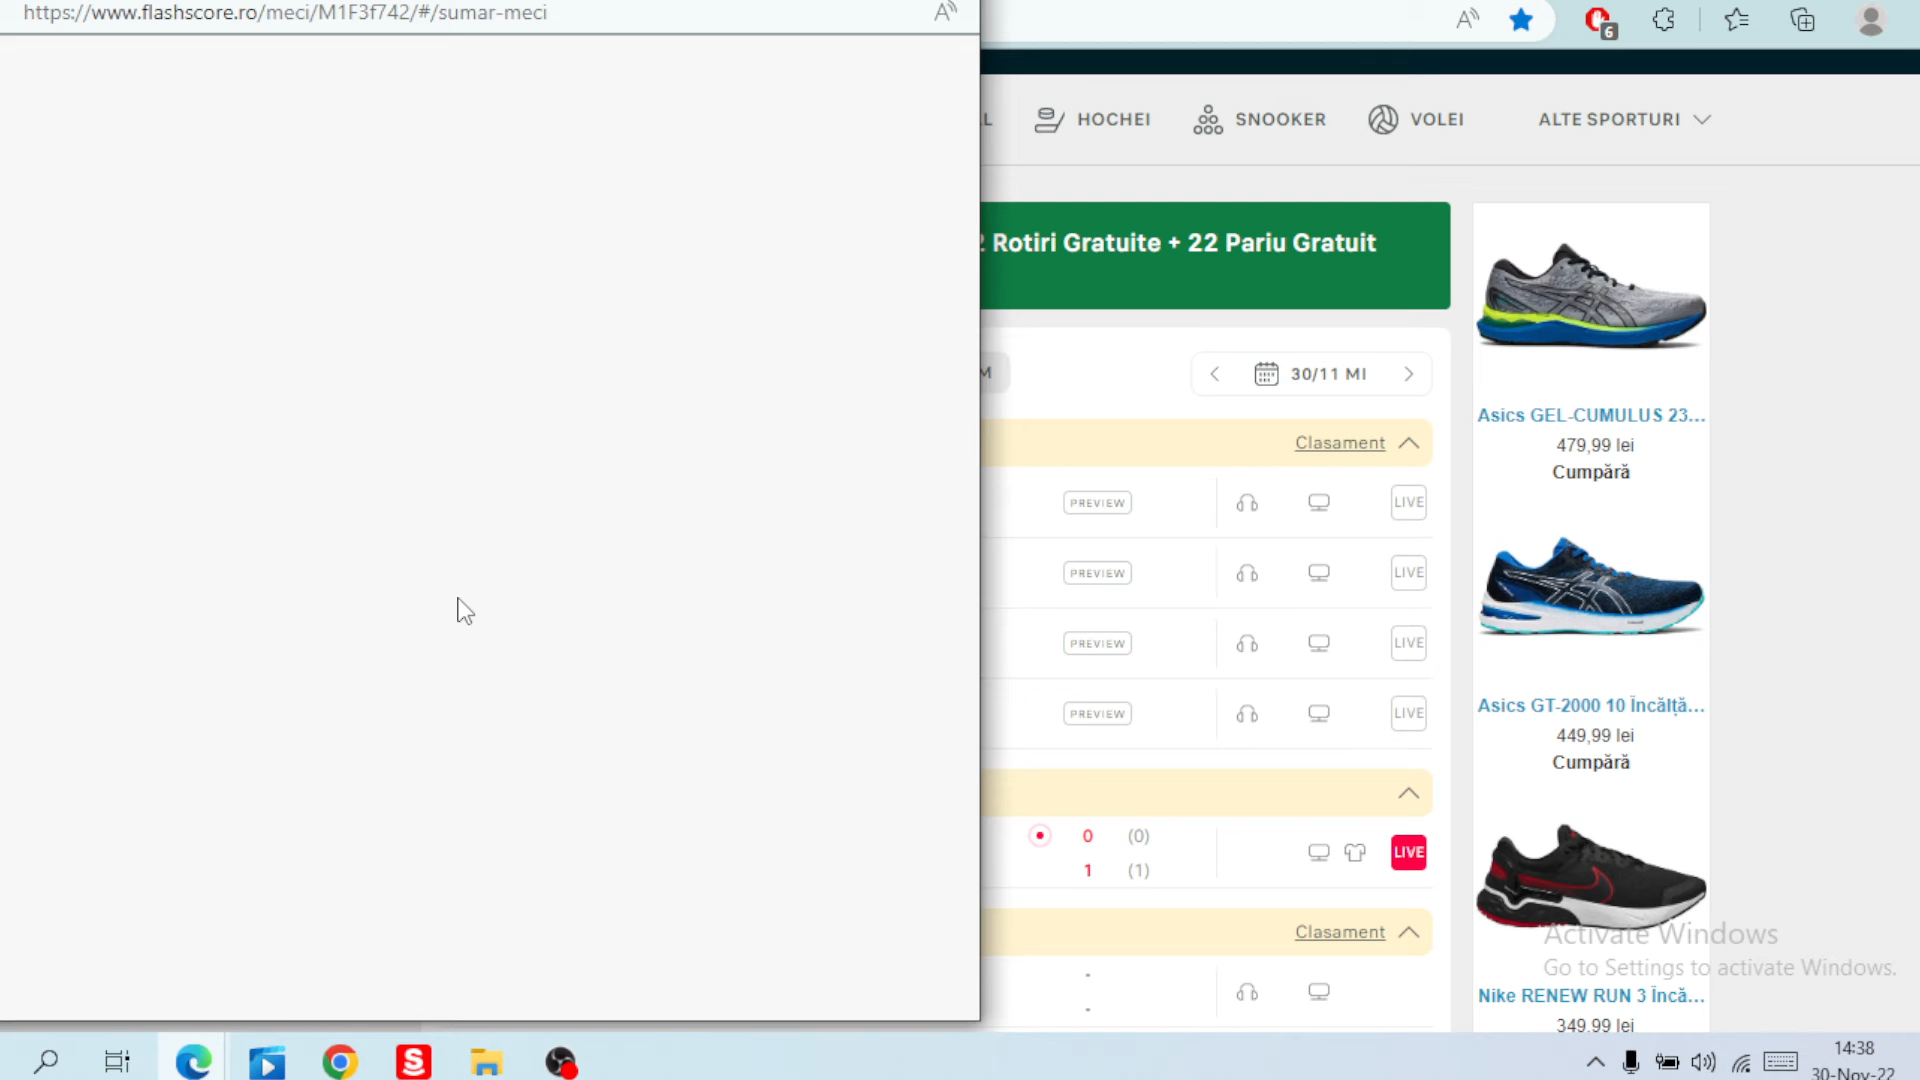 https://www.flashscore.ro/meci/M1F3f742/#/sumar-meci
A
6
L
HOCHEI
SNOOKER
VOLEI
ALTE SPORTURI
2 Rotiri Gratuite + 22 Pariu Gratuit
M
30/11 MI
Clasament
PREVIEW
LIVE
PREVIEW
LIVE
PREVIEW
LIVE
PREVIEW
LIVE
0 (0)
1 (1)
LIVE
Clasament
-
-
Asics GEL-CUMULUS 23...
479,99 lei
Cumpără
Asics GT-2000 10 Încălță...
449,99 lei
Cumpără
Activate Windows
Go to Settings to activate Windows.
Nike RENEW RUN 3 Încă...
349,99 lei
S
14:38
30-Nov-22